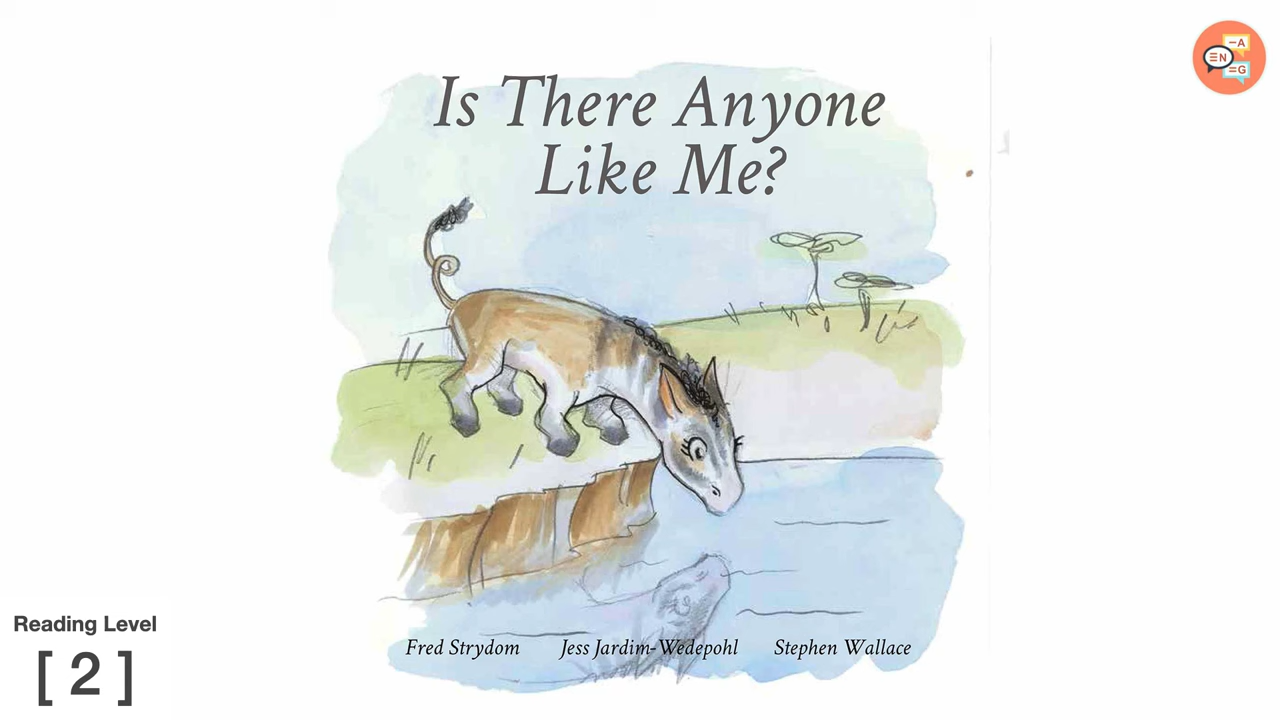 Is There Anyone
Like Me?
≡A
≡N
≡G
Fred Strydom Jess Jardim-Wedepohl Stephen Wallace
Reading Level
[ 2 ]